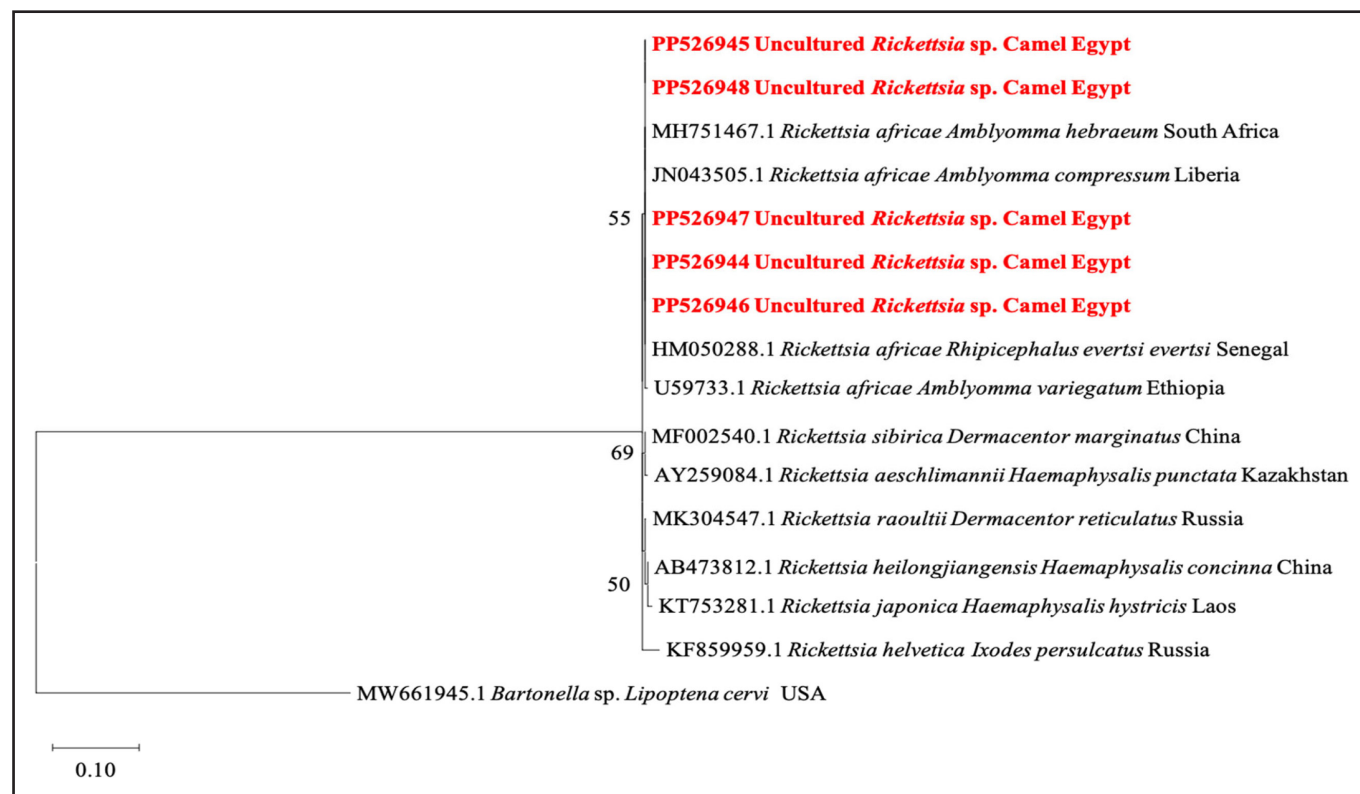 PP526945 Uncultured Rickettsia sp. Camel Egypt
PP526948 Uncultured Rickettsia sp. Camel Egypt
MH751467.1 Rickettsia africae Amblyomma hebraeum South Africa
JN043505.1 Rickettsia africae Amblyomma compressum Liberia
55
PP526947 Uncultured Rickettsia sp. Camel Egypt
PP526944 Uncultured Rickettsia sp. Camel Egypt
PP526946 Uncultured Rickettsia sp. Camel Egypt
HM050288.1 Rickettsia africae Rhipicephalus evertsi evertsi Senegal
U59733.1 Rickettsia africae Amblyomma variegatum Ethiopia
MF002540.1 Rickettsia sibirica Dermacentor marginatus China
69
AY259084.1 Rickettsia aeschlimannii Haemaphysalis punctata Kazakhstan
MK304547.1 Rickettsia raoultii Dermacentor reticulatus Russia
AB473812.1 Rickettsia heilongjiangensis Haemaphysalis concinna China
50
KT753281.1 Rickettsia japonica Haemaphysalis hystricis Laos
KF859959.1 Rickettsia helvetica Ixodes persulcatus Russia
MW661945.1 Bartonella sp. Lipoptena cervi USA
0.10